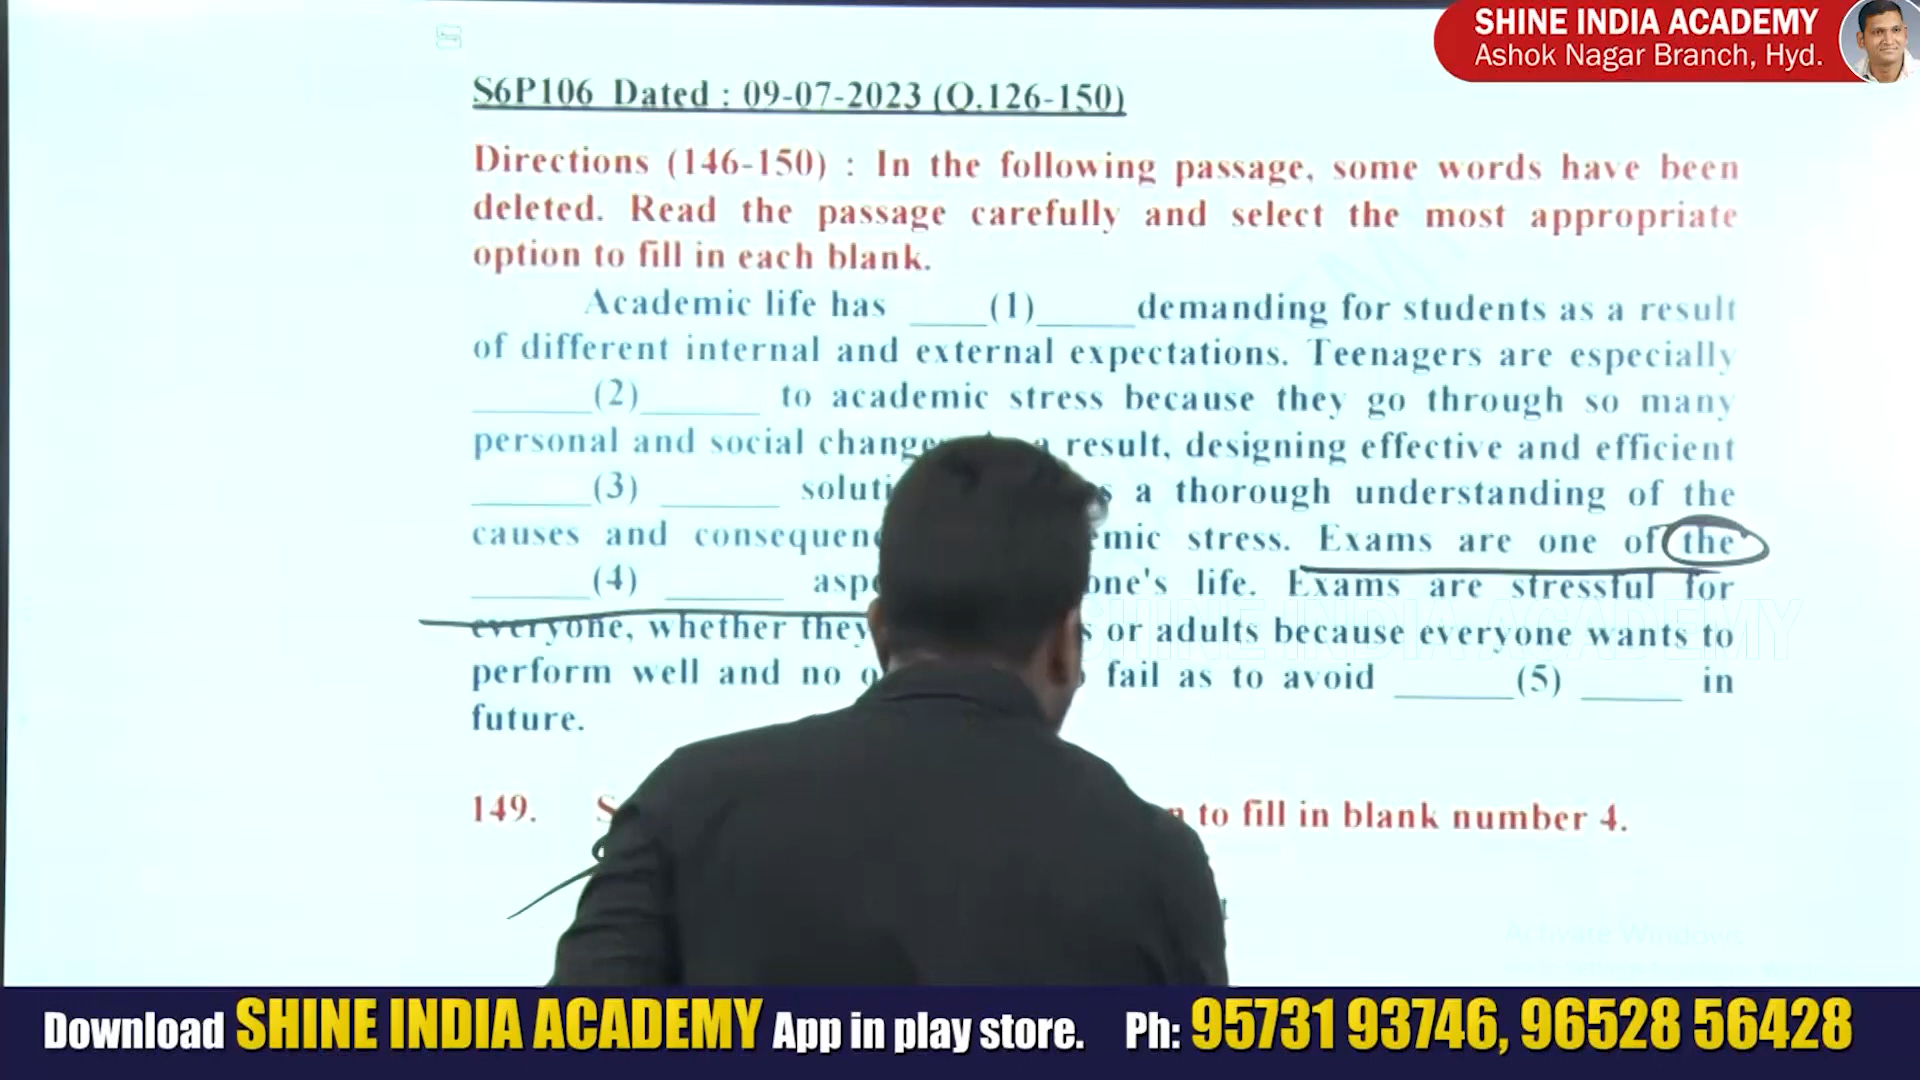 SHINE INDIA ACADEMY
Ashok Nagar Branch, Hyd.
S6P106 Dated : 09-07-2023 (Q.126-150)
Directions (146-150) : In the following passage, some words have been
deleted. Read the passage carefully and select the most appropriate
option to fill in each blank.
Academic life has ____(1)_____ demanding for students as a result
of different internal and external expectations. Teenagers are especially
______(2)______ to academic stress because they go through so many
personal and social result, designing effective and efficient
______(3) ______ a thorough understanding of the
causes and stress. Exams are one of the
______(4) ______ life. Exams are stressful for
everyone, whether they or adults because everyone wants to
perform well and no fail as to avoid ______(5) _____ in
future.
149. to fill in blank number 4.
SHINE INDIA ACADEMY
Activate Windows
Download SHINE INDIA ACADEMY App in play store. Ph: 95731 93746, 96528 56428